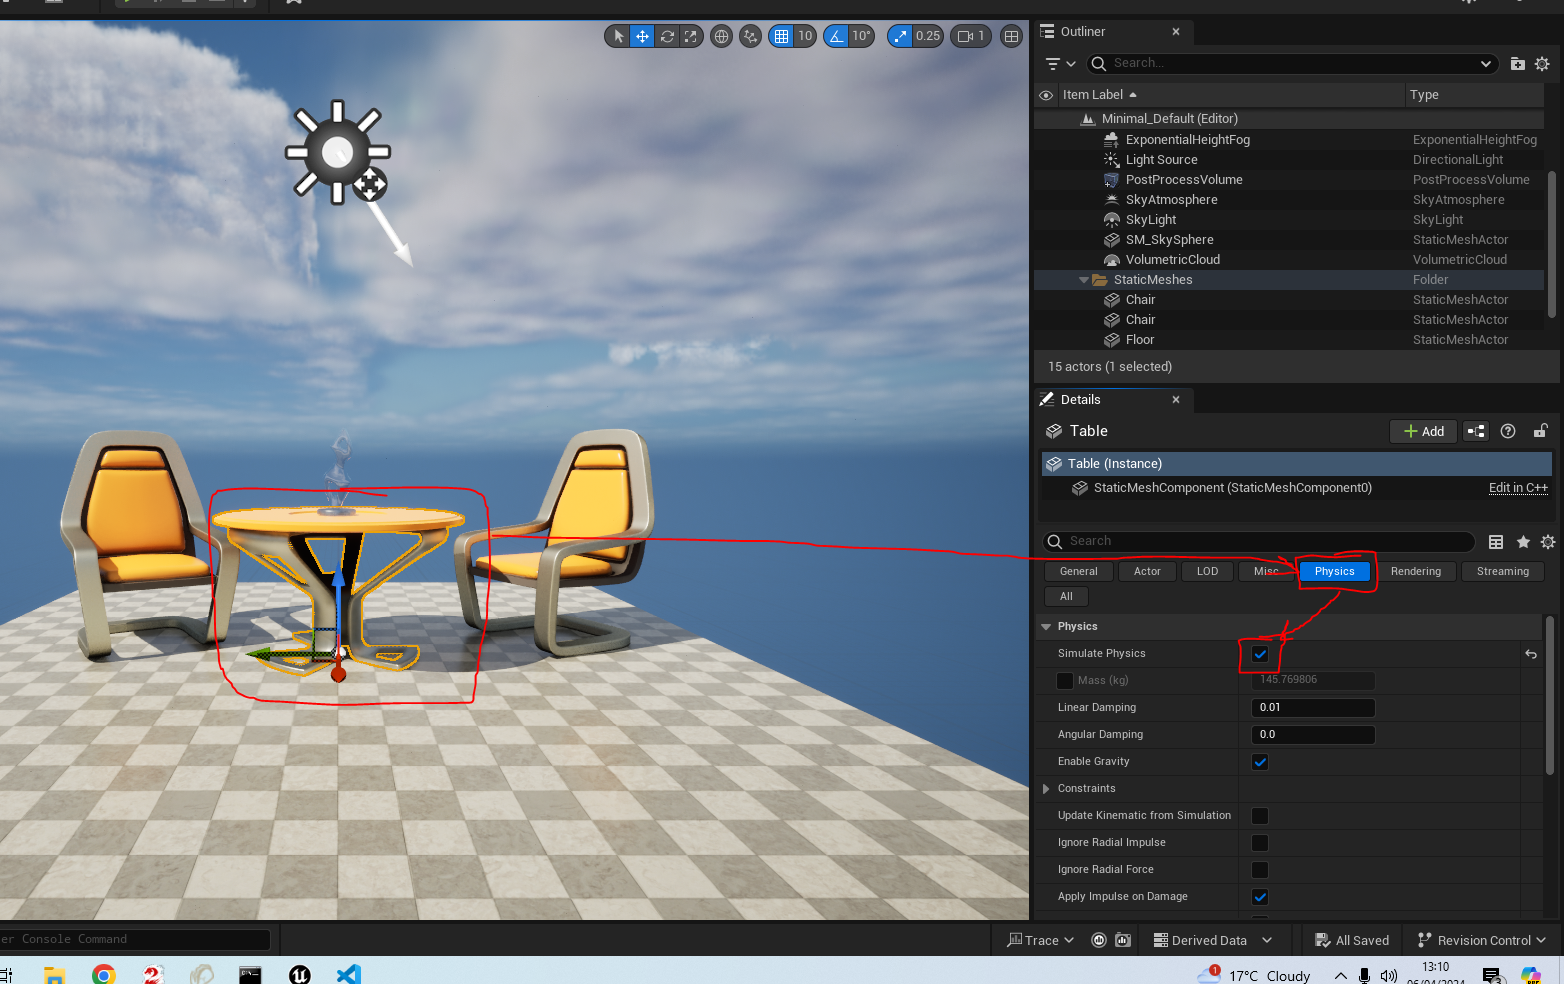 10
10°
0.25
1
Outliner
Search...
Item Label
Type
Minimal_Default (Editor)
ExponentialHeightFog
ExponentialHeightFog
Light Source
DirectionalLight
PostProcessVolume
PostProcessVolume
SkyAtmosphere
SkyAtmosphere
SkyLight
SkyLight
SM_SkySphere
StaticMeshActor
VolumetricCloud
VolumetricCloud
StaticMeshes
Folder
Chair
StaticMeshActor
Chair
StaticMeshActor
Floor
StaticMeshActor
15 actors (1 selected)
Details
Table
Add
Table (Instance)
StaticMeshComponent (StaticMeshComponent0)
Edit in C++
Search
General
Actor
LOD
Misc
Physics
Rendering
Streaming
All
Physics
Simulate Physics
Mass (kg)
145.769806
Linear Damping
0.01
Angular Damping
0.0
Enable Gravity
Constraints
Update Kinematic from Simulation
Ignore Radial Impulse
Ignore Radial Force
Apply Impulse on Damage
er Console Command
Trace
Derived Data
All Saved
Revision Control
1
17°C Cloudy
13:10
06/04/2024
3